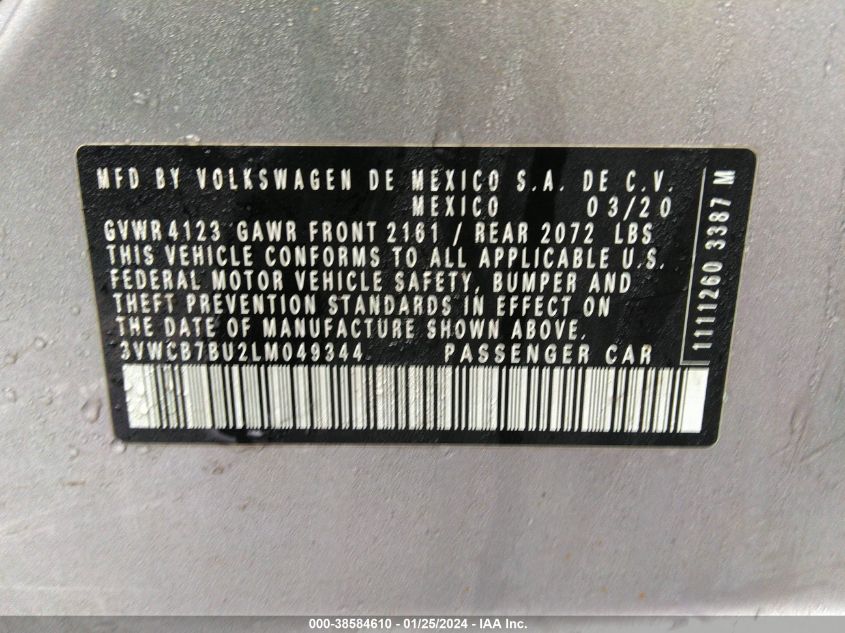 MFD BY VOLKSWAGEN DE MEXICO S.A. DE C.V.
MEXICO 03/20
GVWR 4123 GAWR FRONT 2161 / REAR 2072 LBS
THIS VEHICLE CONFORMS TO ALL APPLICABLE U.S.
FEDERAL MOTOR VEHICLE SAFETY, BUMPER AND
THEFT PREVENTION STANDARDS IN EFFECT ON
THE DATE OF MANUFACTURE SHOWN ABOVE.
3VWCB7BU2LM049344 PASSENGER CAR
1111260 3387 M
000-38584610 - 01/25/2024 - IAA Inc.